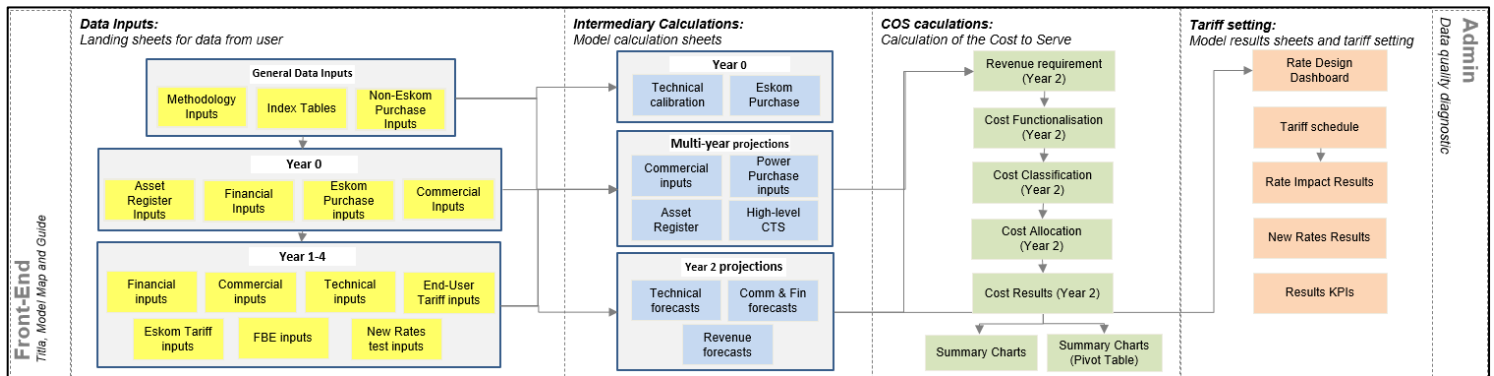 Front-End
Title, Model Map and Guide
Data Inputs:
Landing sheets for data from user
General Data Inputs
Methodology
Inputs
Index Tables
Non-Eskom
Purchase
Inputs
Year 0
Asset
Register
Inputs
Financial
Inputs
Eskom
Purchase
inputs
Commercial
Inputs
Year 1-4
Financial
inputs
Commercial
inputs
Technical
inputs
End-User
Tariff inputs
Eskom Tariff
inputs
FBE inputs
New Rates
test inputs
Intermediary Calculations:
Model calculation sheets
Year 0
Technical
calibration
Eskom
Purchase
Multi-year projections
Commercial
inputs
Power
Purchase
inputs
Asset
Register
High-level
CTS
Year 2 projections
Technical
forecasts
Comm & Fin
forecasts
Revenue
forecasts
COS caculations:
Calculation of the Cost to Serve
Revenue requirement
(Year 2)
Cost Functionalisation
(Year 2)
Cost Classification
(Year 2)
Cost Allocation
(Year 2)
Cost Results (Year 2)
Summary Charts
Summary Charts
(Pivot Table)
Tariff setting:
Model results sheets and tariff setting
Rate Design
Dashboard
Tariff schedule
Rate Impact Results
New Rates Results
Results KPIs
Admin
Data quality diagnostic